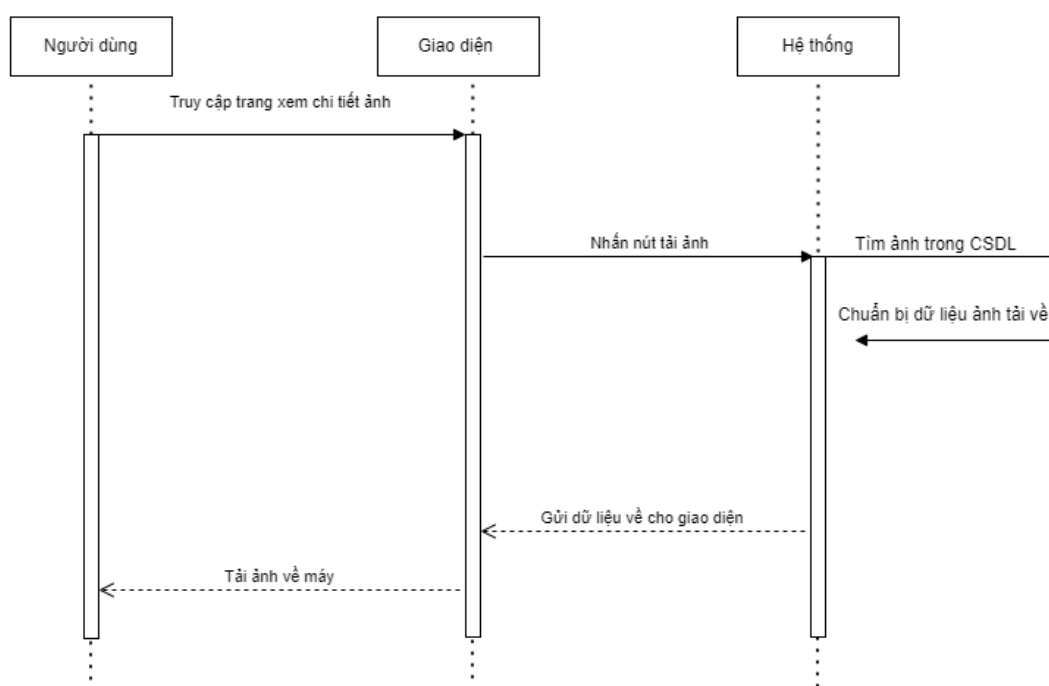 Người dùng
Giao diện
Hệ thống
Truy cập trang xem chi tiết ảnh
Nhấn nút tải ảnh
Tìm ảnh trong CSDL
Chuẩn bị dữ liệu ảnh tải về
Gửi dữ liệu về cho giao diện
Tải ảnh về máy